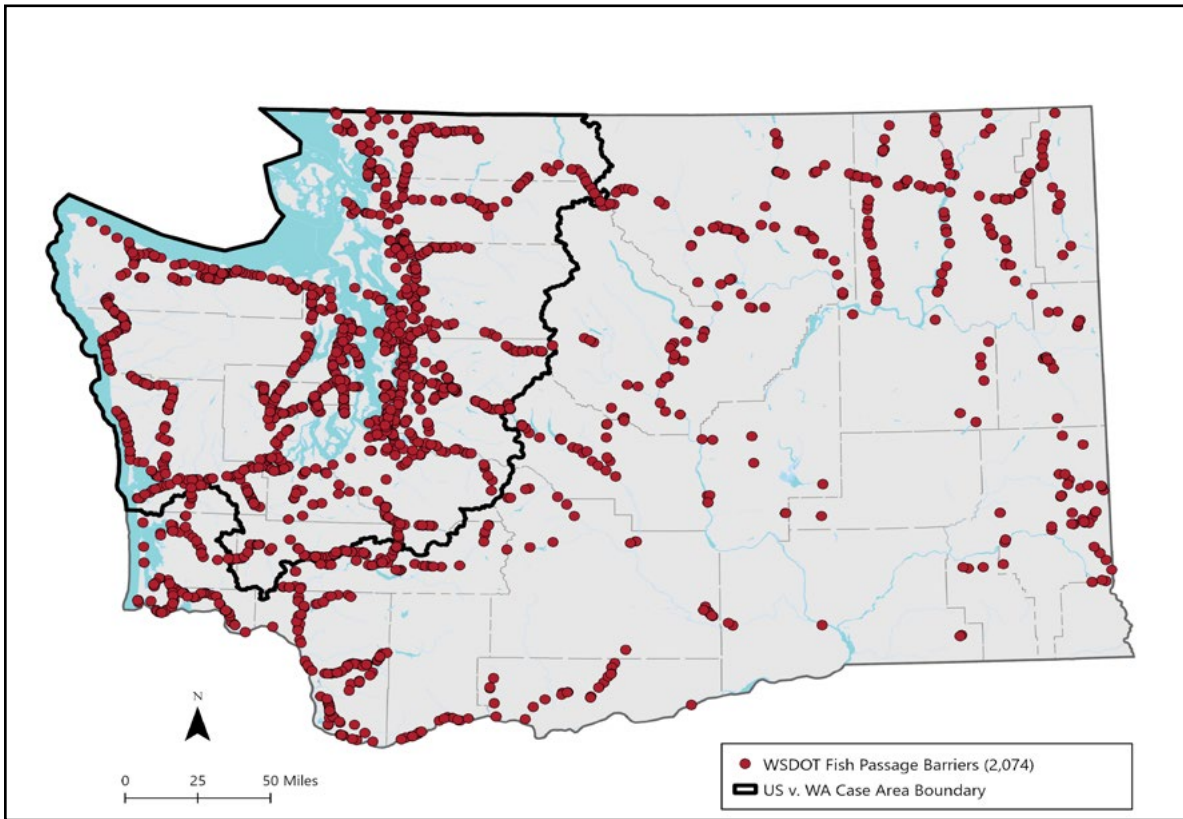 N
0 25 50 Miles
WSDOT Fish Passage Barriers (2,074)
US v. WA Case Area Boundary